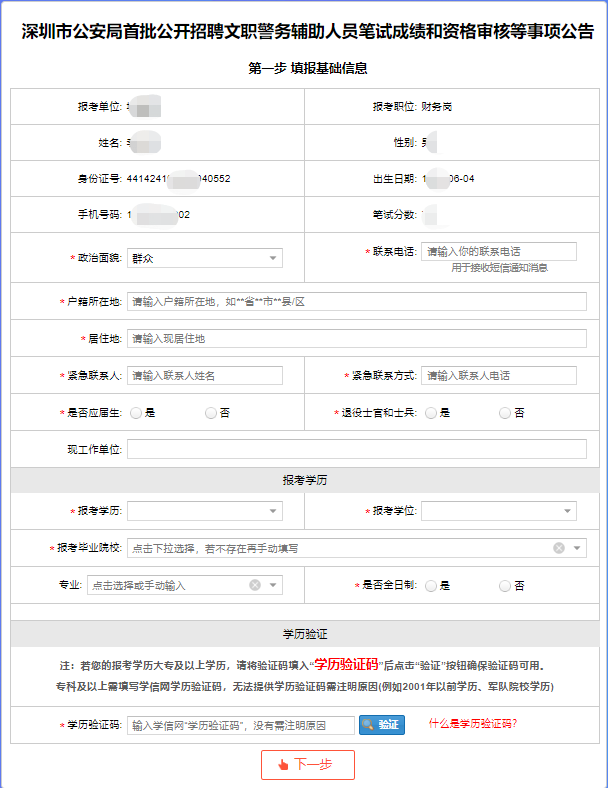 深圳市公安局首批公开招聘文职警务辅助人员笔试成绩和资格审核等事项公告
第一步 填报基础信息
报考单位: 报考职位: 财务岗
姓名: 性别:
身份证号: 4414241 040552 出生日期: 1 06-04
手机号码: 1 02 笔试分数:
*政治面貌: 群众 *联系电话: 请输入你的联系电话
用于接收短信通知消息
*户籍所在地: 请输入户籍所在地，如**省**市**县/区
*居住地: 请输入现居住地
*紧急联系人: 请输入联系人姓名 *紧急联系方式: 请输入联系人电话
*是否应届生: 是 否 *退役士官和士兵: 是 否
现工作单位:
报考学历
*报考学历: *报考学位:
*报考毕业院校: 点击下拉选择，若不存在再手动填写
专业: 点击选择或手动输入 *是否全日制: 是 否
学历验证
注：若您的报考学历大专及以上学历，请将验证码填入“学历验证码”后点击“验证”按钮确保验证码可用。
专科及以上需填写学信网学历验证码，无法提供学历验证码需注明原因(例如2001年以前学历、军队院校学历)
*学历验证码: 输入学信网“学历验证码”，没有需注明原因 验证 什么是学历验证码?
下一步